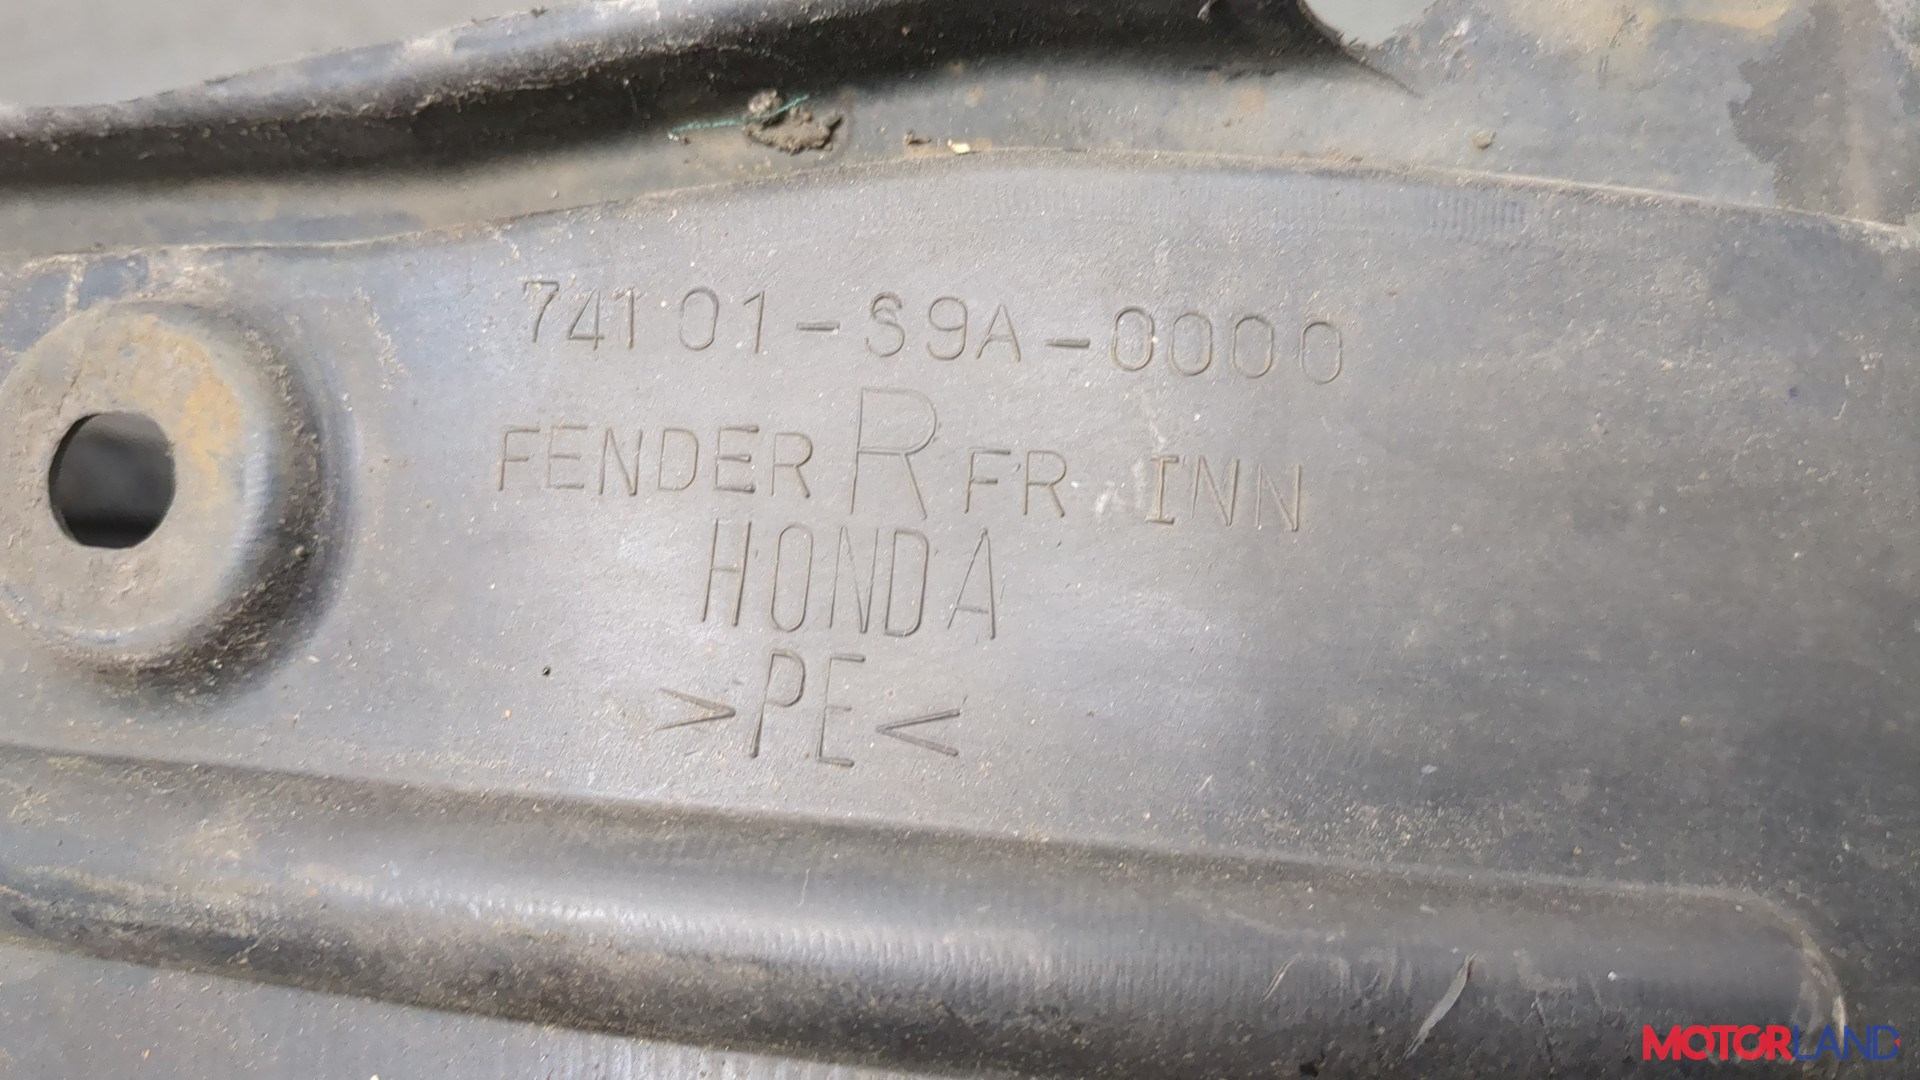 74101-S9A-0000
FENDER R FR INN
HONDA
>PE<
MOTORLAND